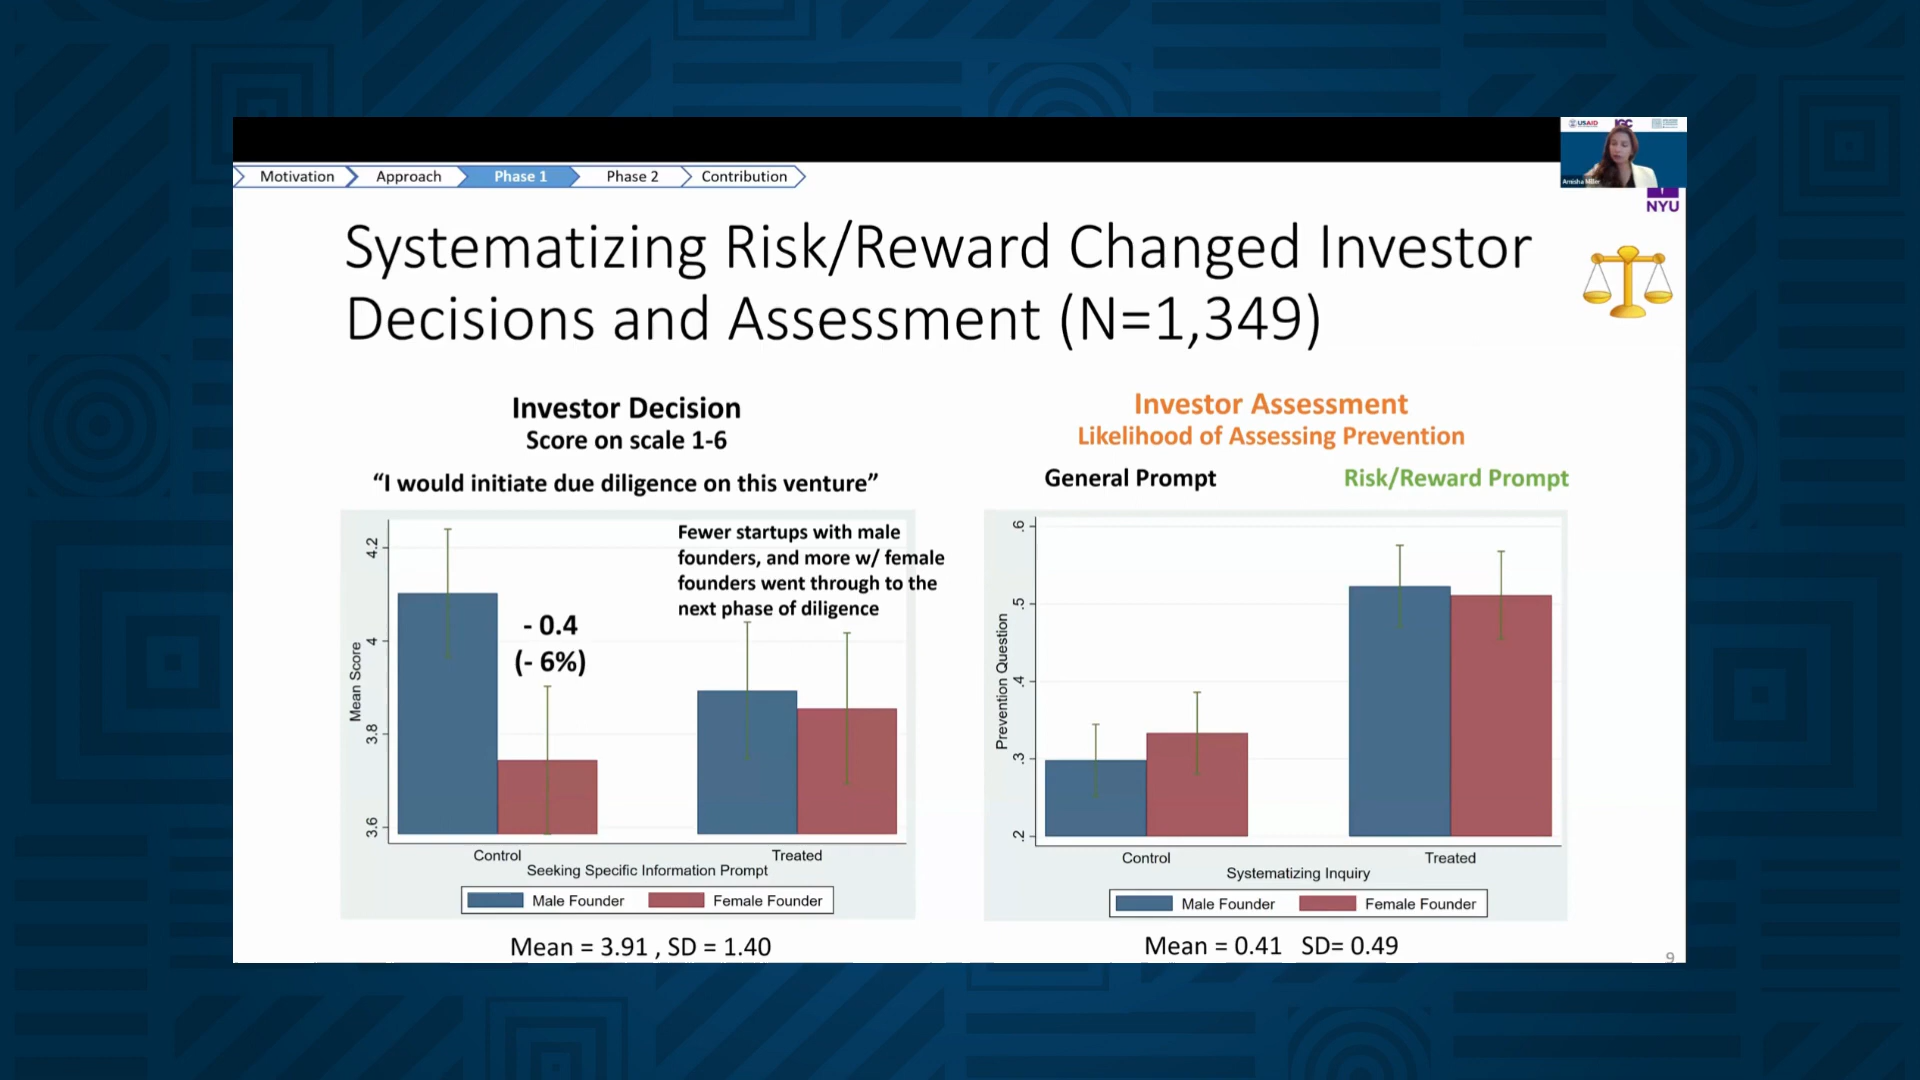 USAID IGC
Amisha Miller
NYU
Motivation Approach Phase 1 Phase 2 Contribution
Systematizing Risk/Reward Changed Investor
Decisions and Assessment (N=1,349)
Investor Decision
Score on scale 1-6
“I would initiate due diligence on this venture”
Fewer startups with male
founders, and more w/ female
founders went through to the
next phase of diligence
- 0.4
(- 6%)
Mean Score
4.2
4
3.8
3.6
Control Treated
Seeking Specific Information Prompt
Male Founder Female Founder
Mean = 3.91 , SD = 1.40
Investor Assessment
Likelihood of Assessing Prevention
General Prompt Risk/Reward Prompt
Prevention Question
.6
.5
.4
.3
.2
Control Treated
Systematizing Inquiry
Male Founder Female Founder
Mean = 0.41 SD= 0.49
9